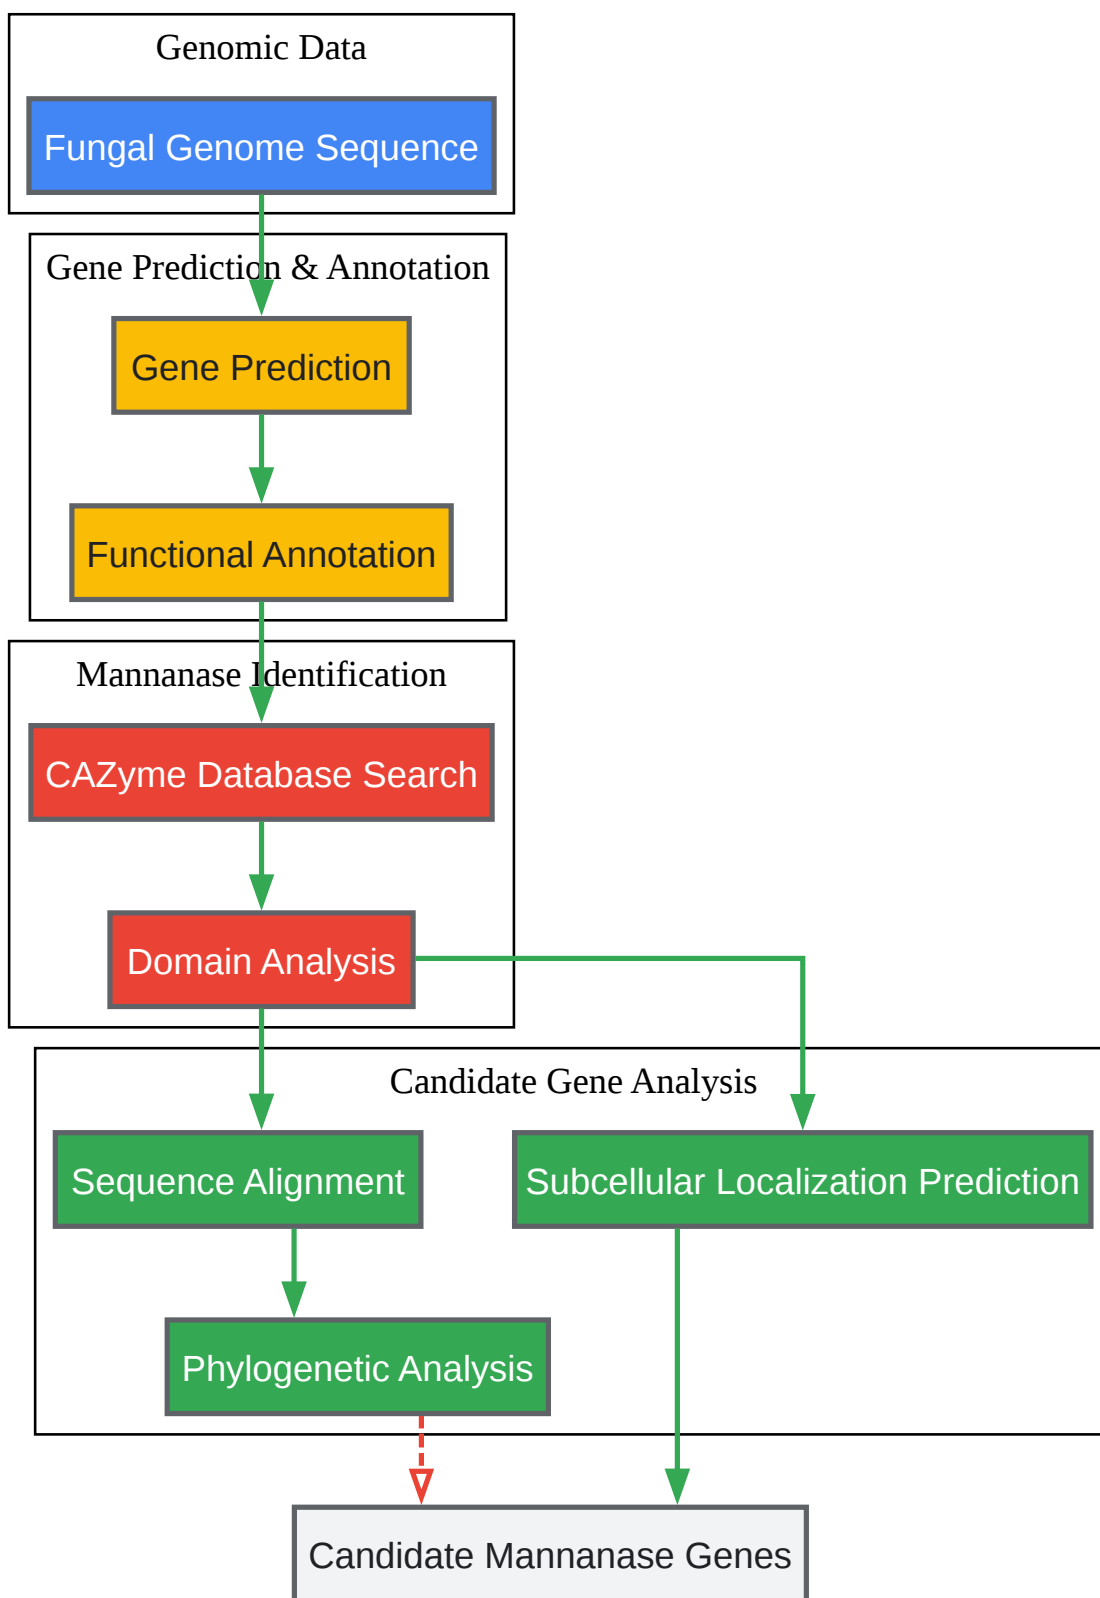 Genomic Data
Fungal Genome Sequence
Gene Prediction & Annotation
Gene Prediction
Functional Annotation
Mannanase Identification
CAZyme Database Search
Domain Analysis
Candidate Gene Analysis
Sequence Alignment
Subcellular Localization Prediction
Phylogenetic Analysis
Candidate Mannanase Genes